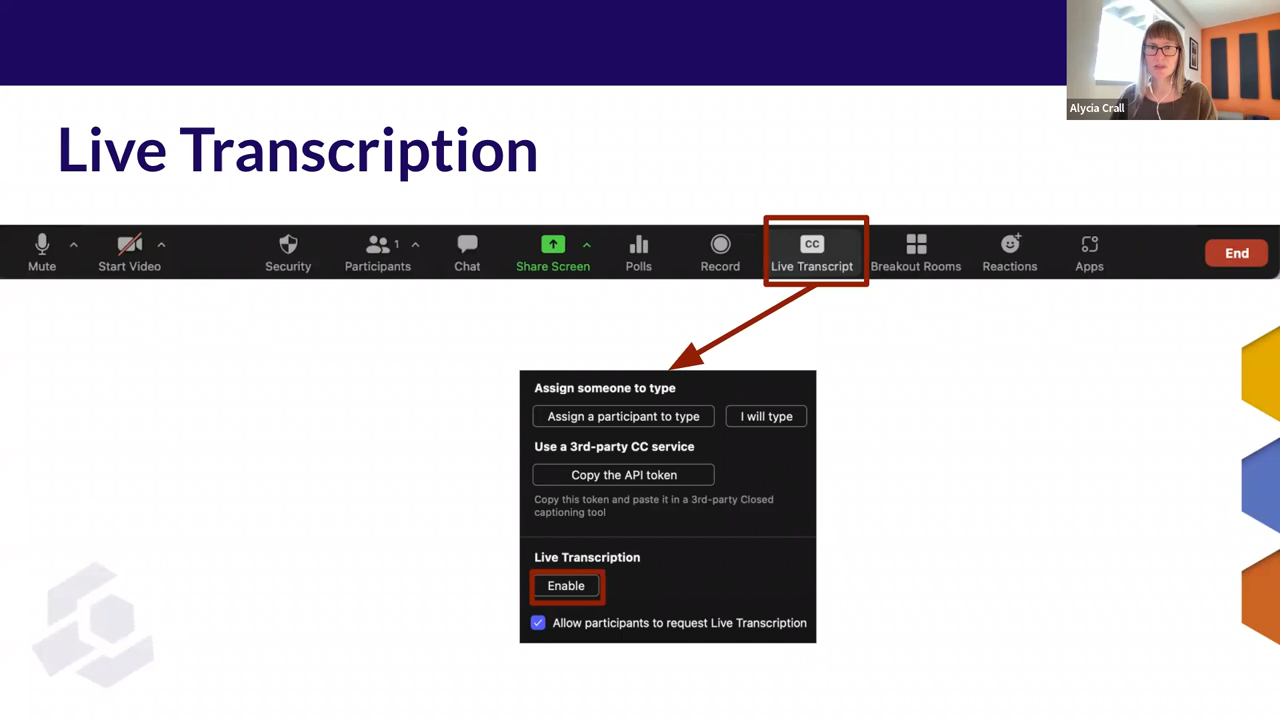 Alycia Crall
Live Transcription
Mute
Start Video
Security
Participants
1
Chat
Share Screen
Polls
Record
CC
Live Transcript
Breakout Rooms
Reactions
Apps
End
Assign someone to type
Assign a participant to type
I will type
Use a 3rd-party CC service
Copy the API token
Copy this token and paste it in a 3rd-party Closed
captioning tool
Live Transcription
Enable
Allow participants to request Live Transcription